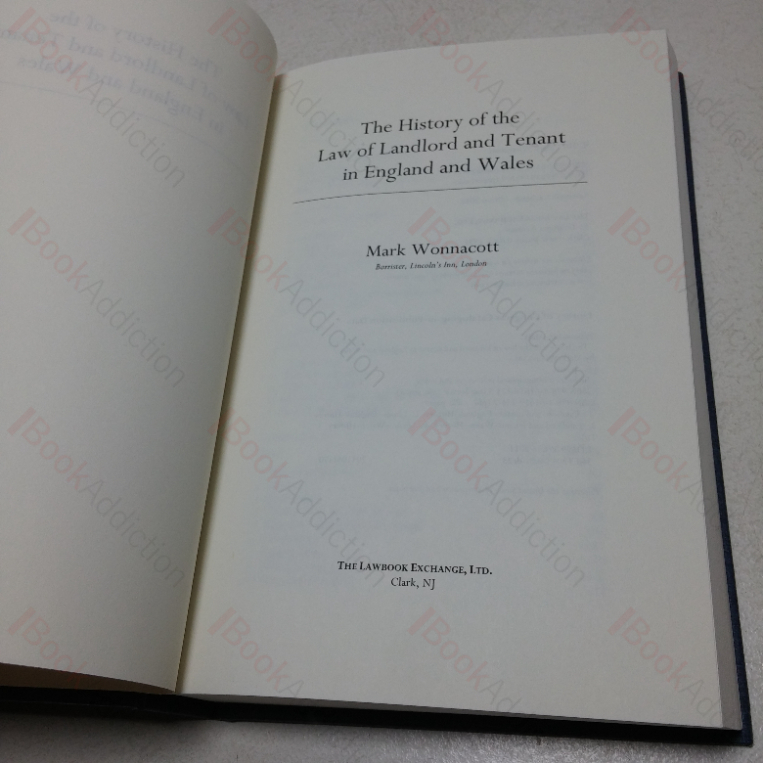 The History of the
Law of Landlord and Tenant
in England and Wales
Mark Wonnacott
Barrister, Lincoln's Inn, London
THE LAWBOOK EXCHANGE, LTD.
Clark, NJ
BookAddiction